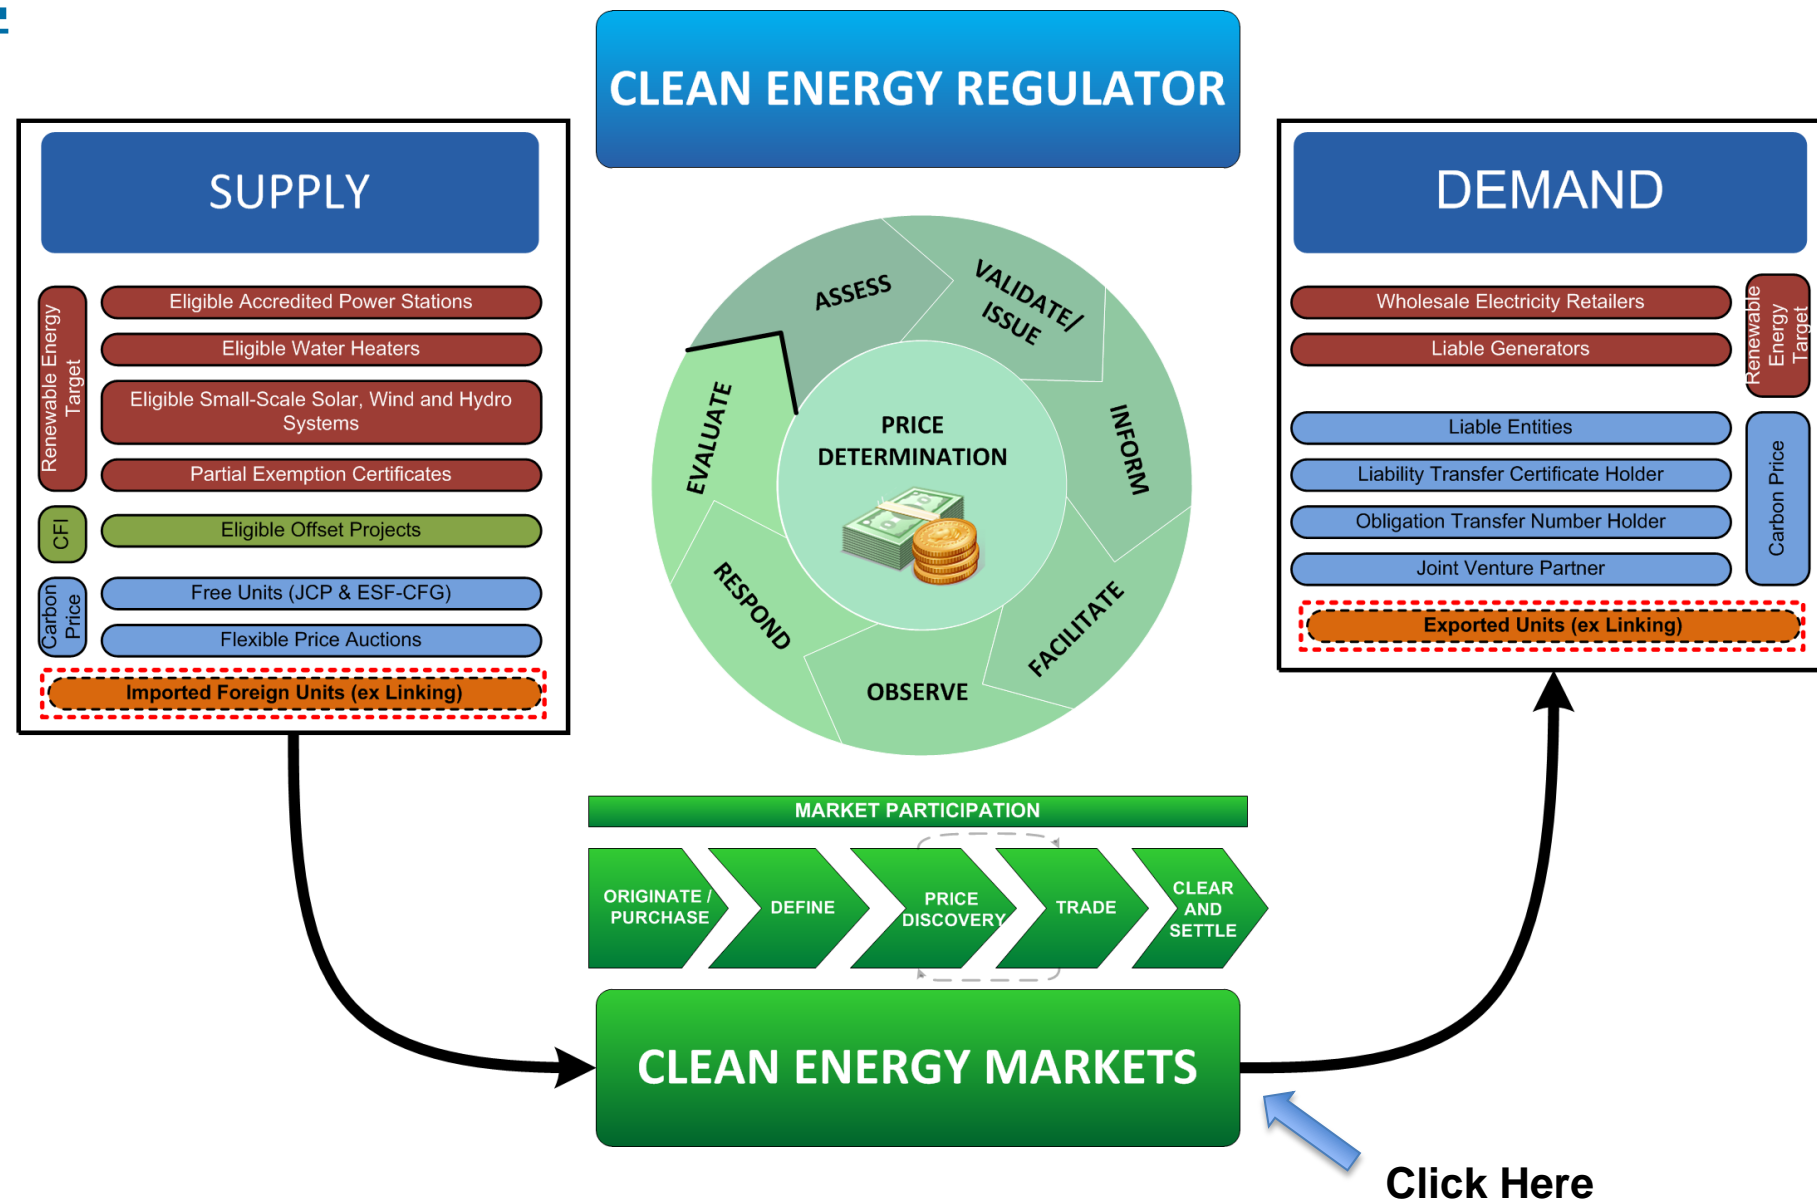 CLEAN ENERGY REGULATOR
SUPPLY
Renewable Energy
Target
Eligible Accredited Power Stations
Eligible Water Heaters
Eligible Small-Scale Solar, Wind and Hydro
Systems
Partial Exemption Certificates
CFI
Eligible Offset Projects
Carbon
Price
Free Units (JCP & ESF-CFG)
Flexible Price Auctions
Imported Foreign Units (ex Linking)
ASSESS
VALIDATE/
ISSUE
INFORM
FACILITATE
OBSERVE
RESPOND
EVALUATE
PRICE
DETERMINATION
DEMAND
Wholesale Electricity Retailers
Liable Generators
Renewable
Energy
Target
Liable Entities
Liability Transfer Certificate Holder
Obligation Transfer Number Holder
Joint Venture Partner
Carbon Price
Exported Units (ex Linking)
MARKET PARTICIPATION
ORIGINATE /
PURCHASE
DEFINE
PRICE
DISCOVERY
TRADE
CLEAR
AND
SETTLE
CLEAN ENERGY MARKETS
Click Here